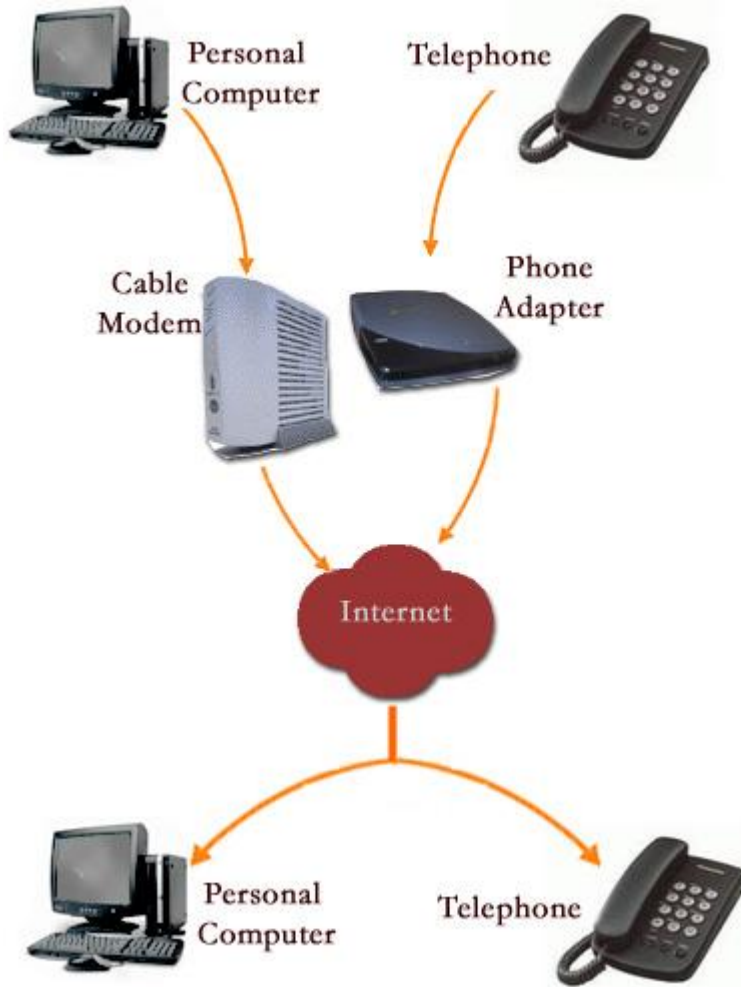 Personal
Computer
Telephone
Cable
Modem
Phone
Adapter
Internet
Personal
Computer
Telephone